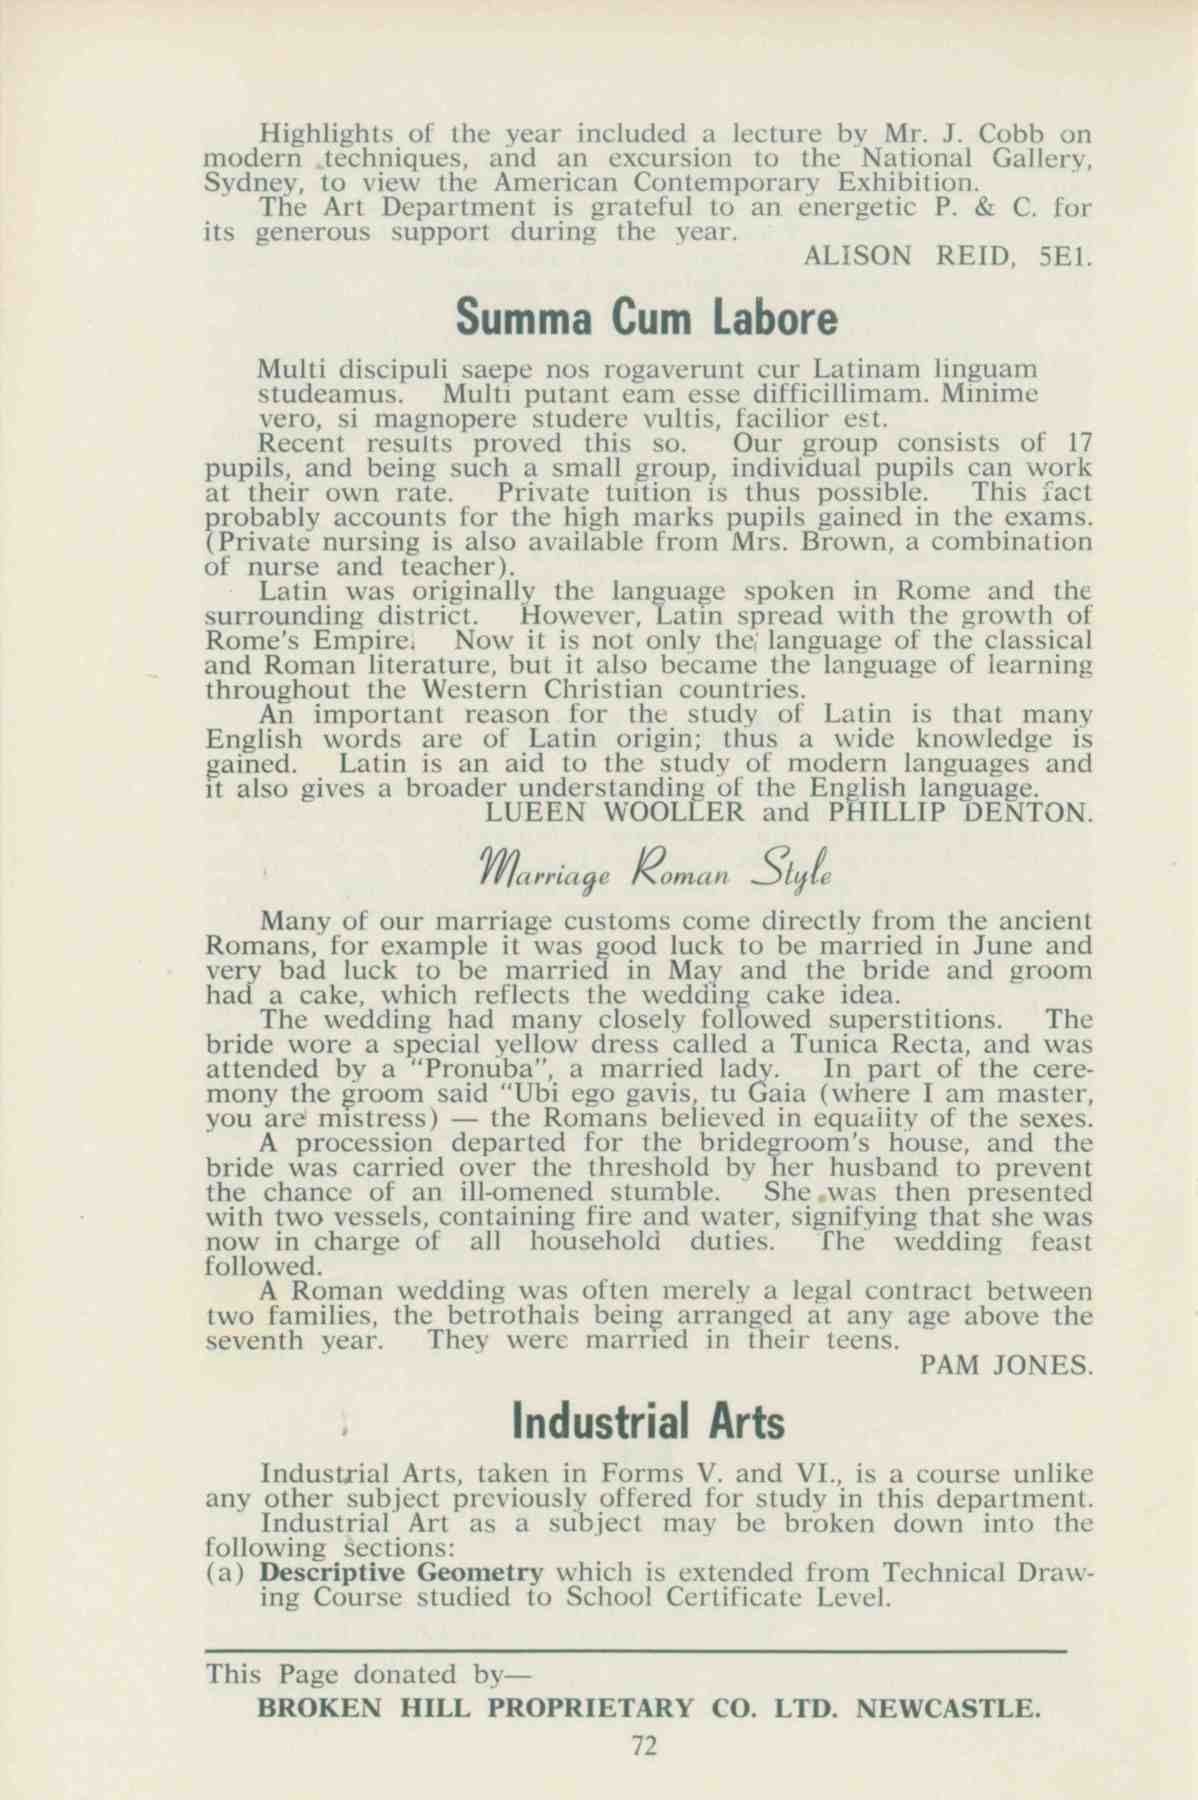 Highlights of the year included a lecture by Mr. J. Cobb on
modern techniques, and an excursion to the National Gallery,
Sydney, to view the American Contemporary Exhibition.
The Art Department is grateful to an energetic P. & C. for
its generous support during the year.
ALISON REID, 5E1.
Summa Cum Labore
Multi discipuli saepe nos rogaverunt cur Latinam linguam
studeamus. Multi putant eam esse difficillimam. Minime
vero, si magnopere studere vultis, facilior est.
Recent results proved this so. Our group consists of 17
pupils, and being such a small group, individual pupils can work
at their own rate. Private tuition is thus possible. This fact
probably accounts for the high marks pupils gained in the exams.
(Private nursing is also available from Mrs. Brown, a combination
of nurse and teacher).
Latin was originally the language spoken in Rome and the
surrounding district. However, Latin spread with the growth of
Rome's Empire. Now it is not only the language of the classical
and Roman literature, but it also became the language of learning
throughout the Western Christian countries.
An important reason for the study of Latin is that many
English words are of Latin origin; thus a wide knowledge is
gained. Latin is an aid to the study of modern languages and
it also gives a broader understanding of the English language.
LUEEN WOOLLER and PHILLIP DENTON.
Marriage Roman Style
Many of our marriage customs come directly from the ancient
Romans, for example it was good luck to be married in June and
very bad luck to be married in May and the bride and groom
had a cake, which reflects the wedding cake idea.
The wedding had many closely followed superstitions. The
bride wore a special yellow dress called a Tunica Recta, and was
attended by a "Pronuba", a married lady. In part of the cere-
mony the groom said "Ubi ego gavis, tu Gaia (where I am master,
you are mistress) — the Romans believed in equality of the sexes.
A procession departed for the bridegroom's house, and the
bride was carried over the threshold by her husband to prevent
the chance of an ill-omened stumble. She was then presented
with two vessels, containing fire and water, signifying that she was
now in charge of all household duties. The wedding feast
followed.
A Roman wedding was often merely a legal contract between
two families, the betrothals being arranged at any age above the
seventh year. They were married in their teens.
PAM JONES.
Industrial Arts
Industrial Arts, taken in Forms V. and VI., is a course unlike
any other subject previously offered for study in this department.
Industrial Art as a subject may be broken down into the
following sections:
(a) Descriptive Geometry which is extended from Technical Draw-
ing Course studied to School Certificate Level.
This Page donated by—
BROKEN HILL PROPRIETARY CO. LTD. NEWCASTLE.
72